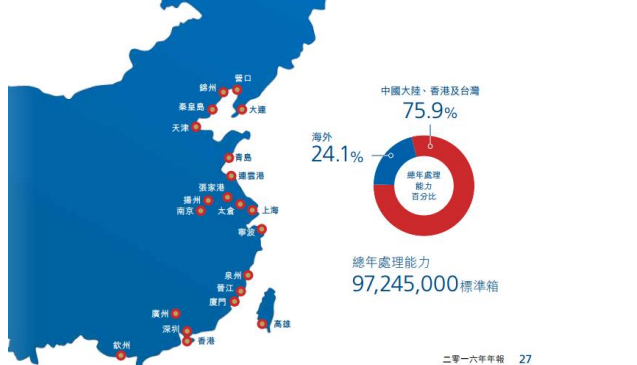 營口
錦州
秦皇島
大連
天津
青島
連雲港
張家港
揚州
南京
太倉
上海
寧波
泉州
晉江
廈門
廣州
深圳
香港
高雄
欽州
中國大陸、香港及台灣
75.9%
海外
24.1%
總年處理
能力
百分比
總年處理能力
97,245,000標準箱
二零一六年年報 27